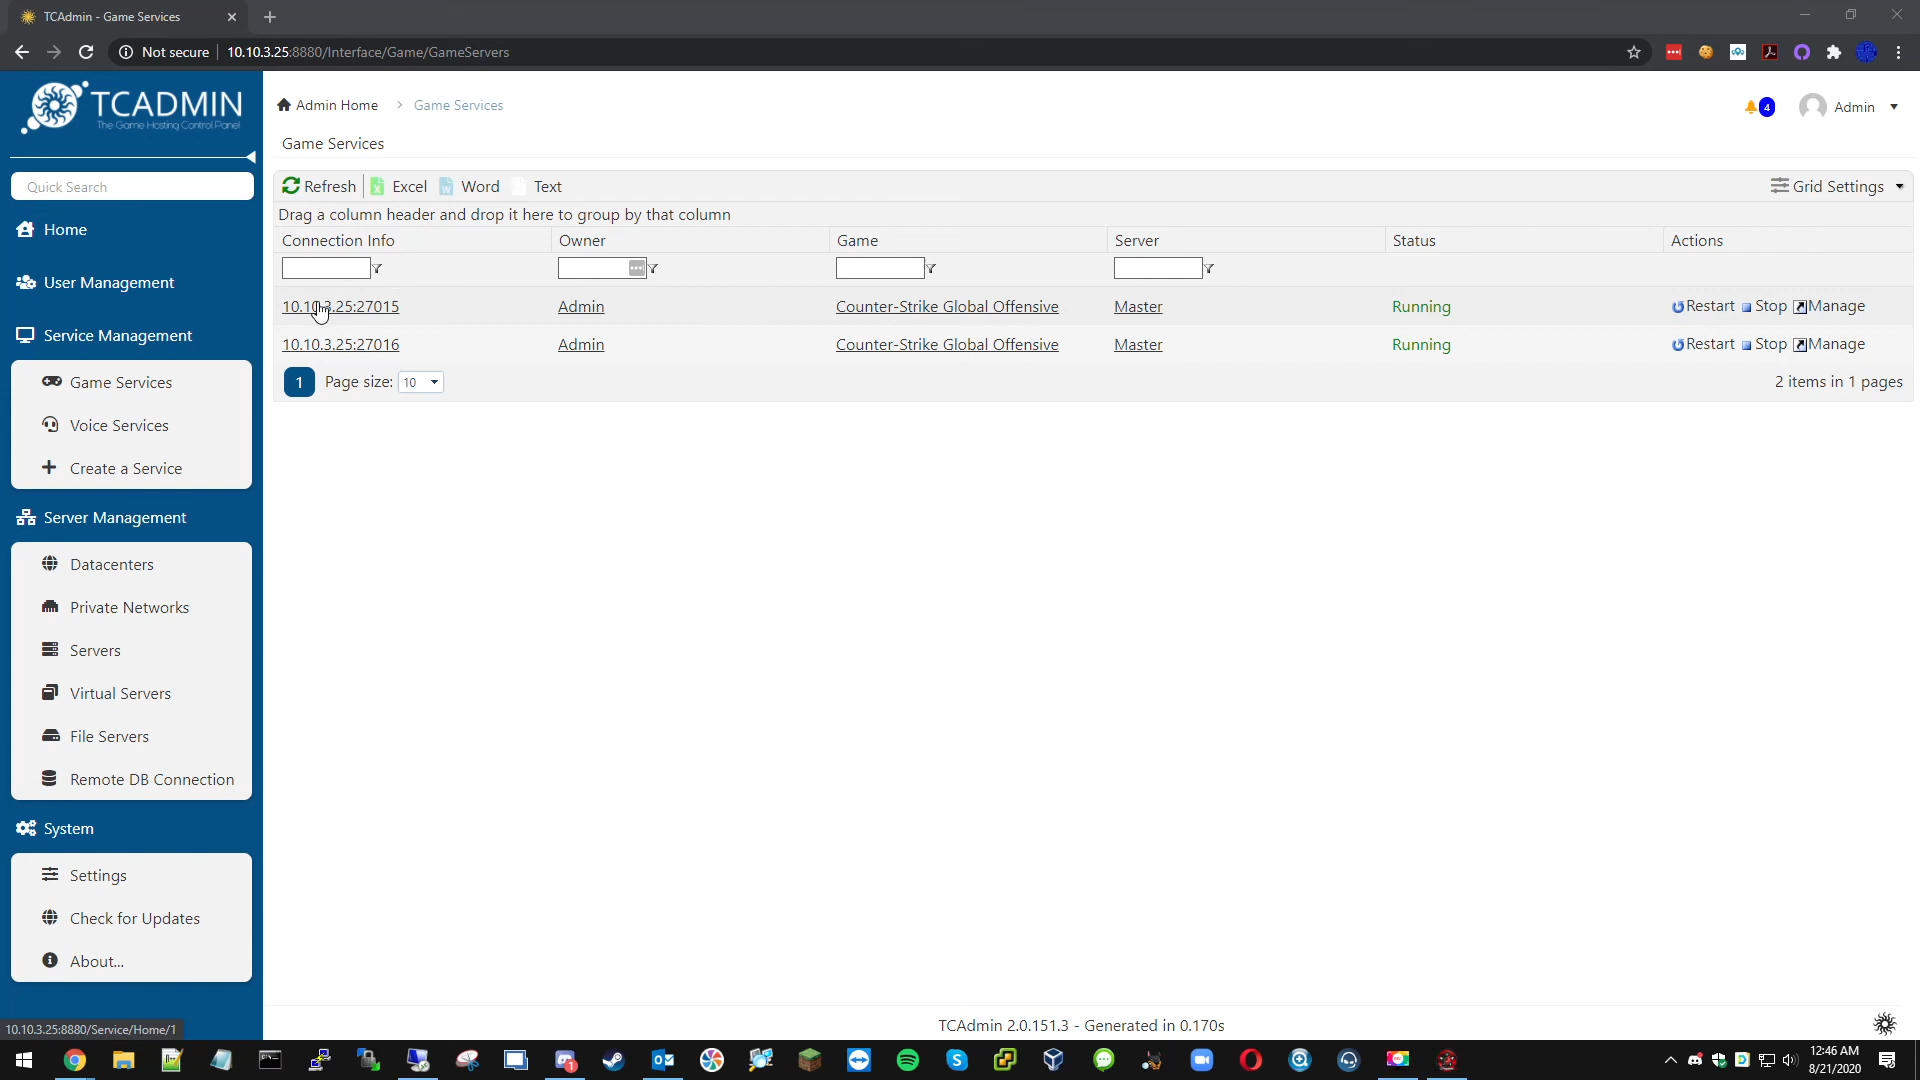 TCAdmin - Game Services
Not secure
10.10.3.25:8880/Interface/Game/GameServers
TCADMIN
The Game Hosting Control Panel
Quick Search
Home
User Management
Service Management
Game Services
Voice Services
Create a Service
Server Management
Datacenters
Private Networks
Servers
Virtual Servers
File Servers
Remote DB Connection
System
Settings
Check for Updates
About...
10.10.3.25:8880/Service/Home/1
Admin Home > Game Services
4
Admin
Game Services
Refresh Excel Word Text
Grid Settings
Drag a column header and drop it here to group by that column
Connection Info Owner Game Server Status Actions
10.10.3.25:27015 Admin Counter-Strike Global Offensive Master Running Restart Stop Manage
10.10.3.25:27016 Admin Counter-Strike Global Offensive Master Running Restart Stop Manage
1 Page size: 10
2 items in 1 pages
TCAdmin 2.0.151.3 - Generated in 0.170s
12:46 AM
8/21/2020